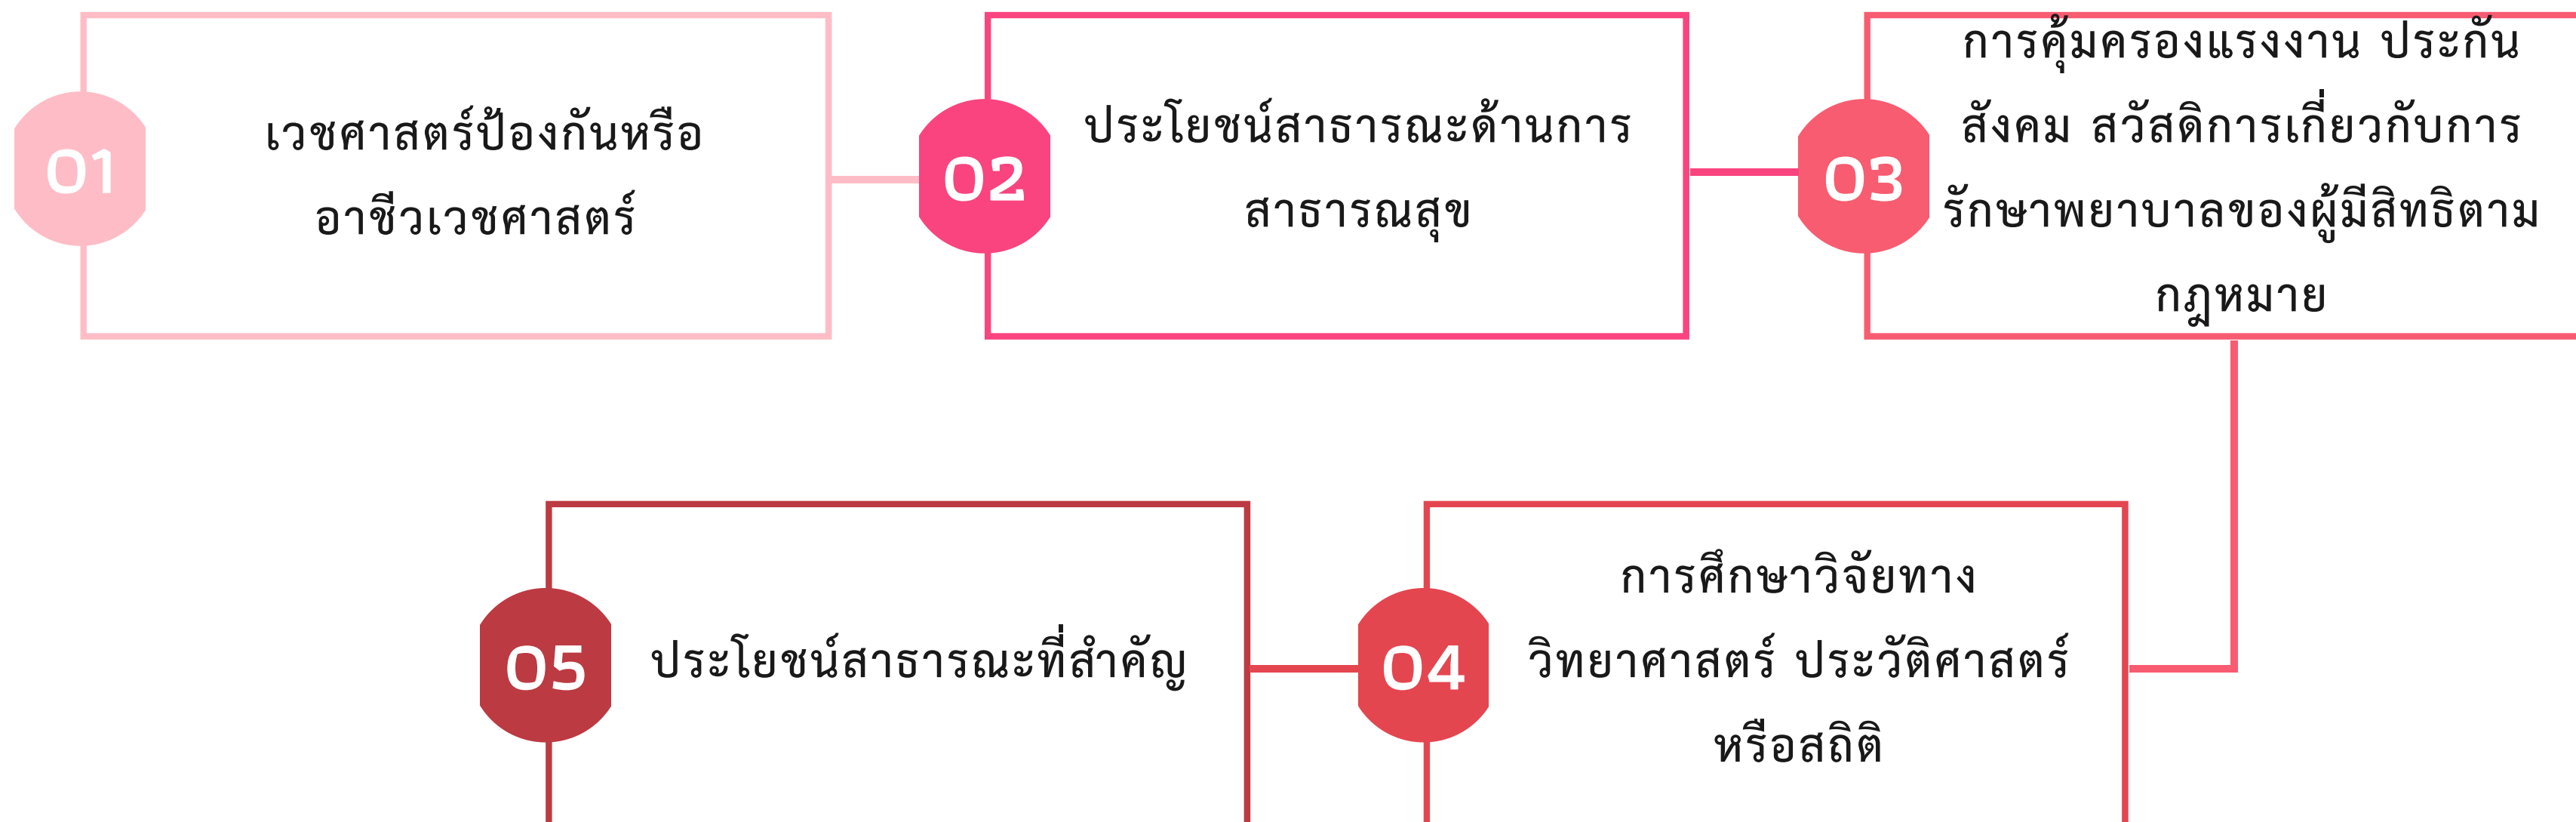 01
เวชศาสตร์ป้องกันหรือ
อาชีวเวชศาสตร์
02
ประโยชน์สาธารณะด้านการ
สาธารณสุข
03
การคุ้มครองแรงงาน ประกัน
สังคม สวัสดิการเกี่ยวกับการ
รักษาพยาบาลของผู้มีสิทธิตาม
กฎหมาย
04
การศึกษาวิจัยทาง
วิทยาศาสตร์ ประวัติศาสตร์
หรือสถิติ
05
ประโยชน์สาธารณะที่สำคัญ